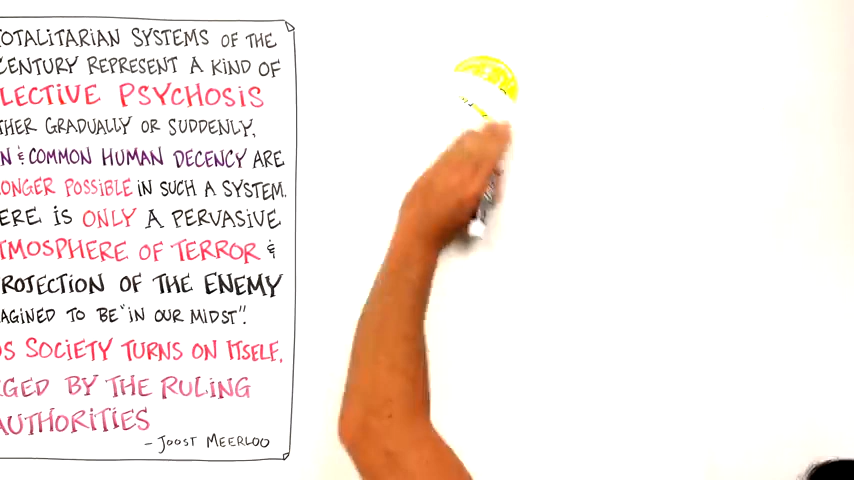 TOTALITARIAN SYSTEMS OF THE
CENTURY REPRESENT A KIND OF
LECTIVE PSYCHOSIS
THER GRADUALLY OR SUDDENLY,
N & COMMON HUMAN DECENCY ARE
ONGER POSSIBLE IN SUCH A SYSTEM.
ERE IS ONLY A PERVASIVE
TMOSPHERE OF TERROR &
ROJECTION OF THE ENEMY
AGINED TO BE "IN OUR MIDST".
US SOCIETY TURNS ON ITSELF,
GED BY THE RULING
AUTHORITIES
- JOOST MEERLOO